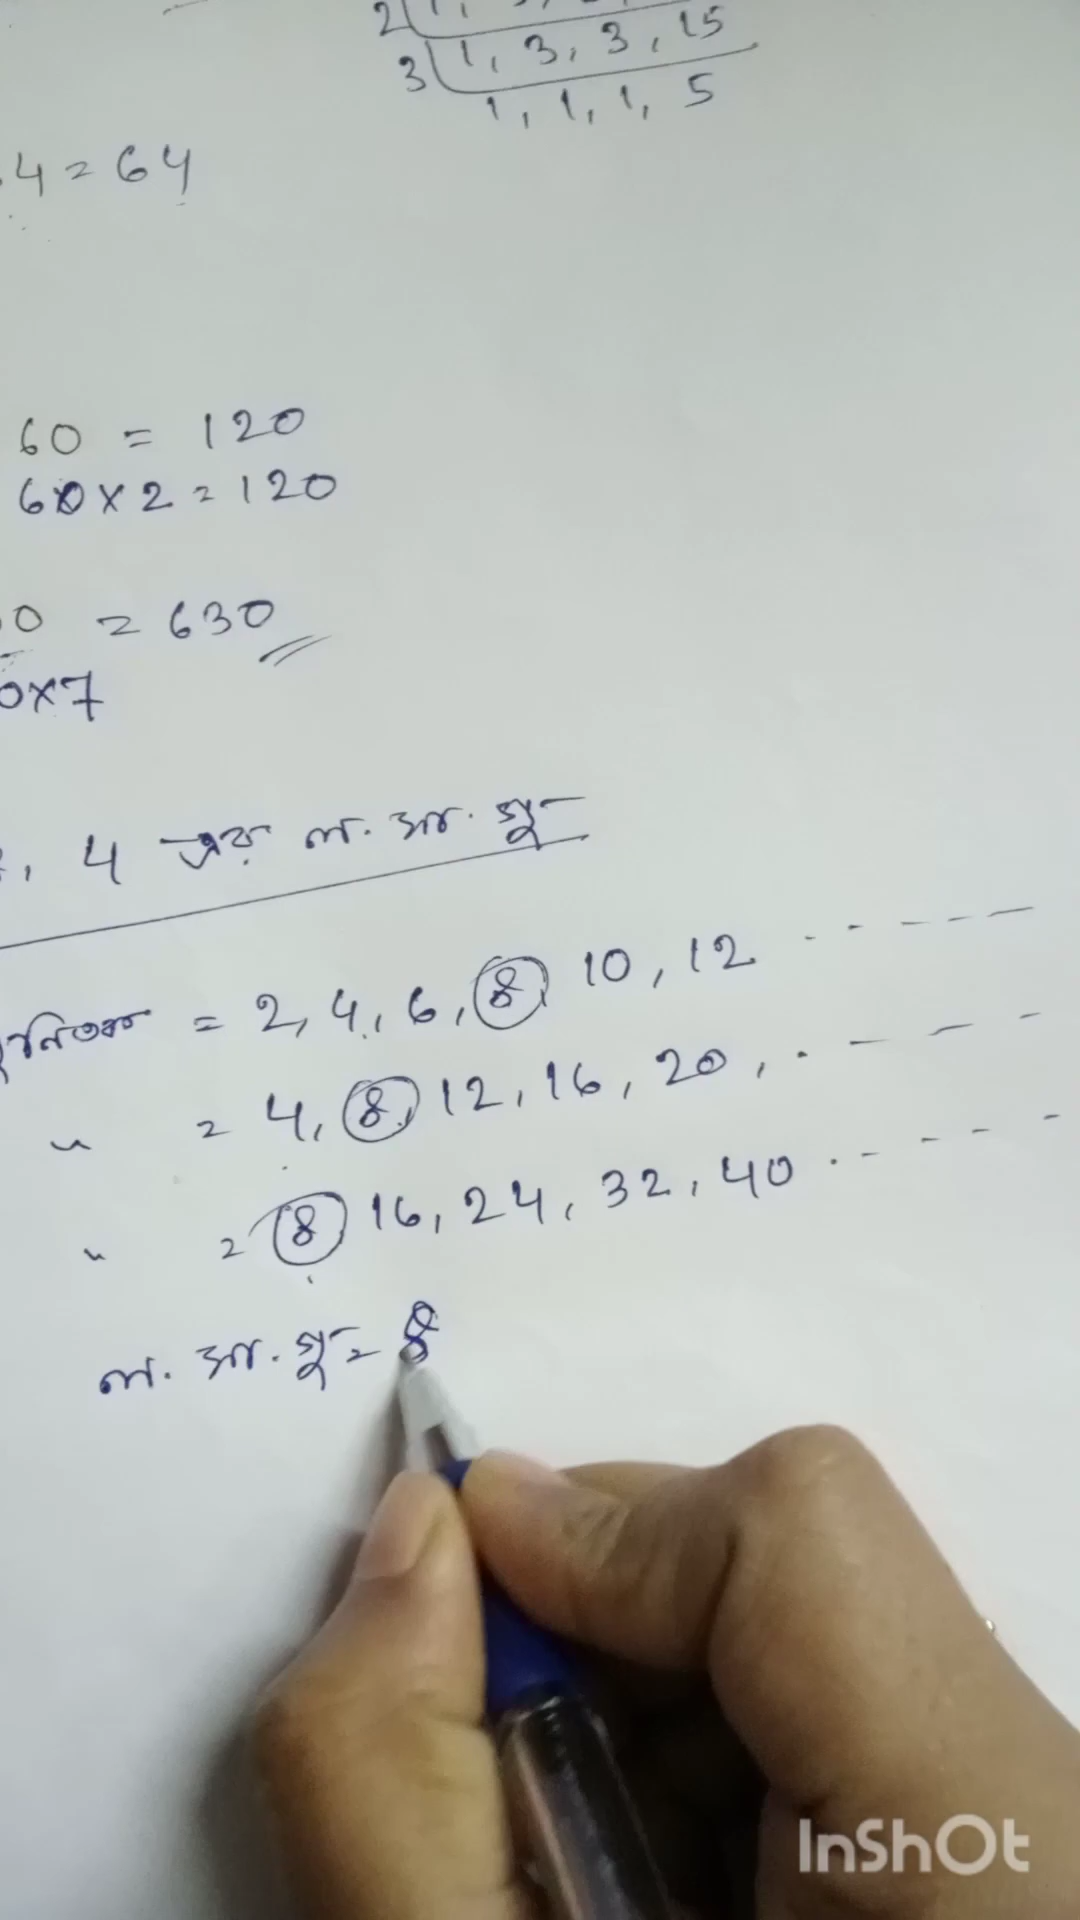 2
3 1, 3, 3, 15
1, 1, 1, 5
4 = 64
60 = 120
60×2=120
0 = 630
0×7
, 4 এর ল. সা. গু
গুনিতক = 2, 4, 6, 8, 10, 12 . . - - -
" = 4, 8, 12, 16, 20, . - - -
" = 8, 16, 24, 32, 40 . - - - -
ল. সা. গু = 8
InShOt